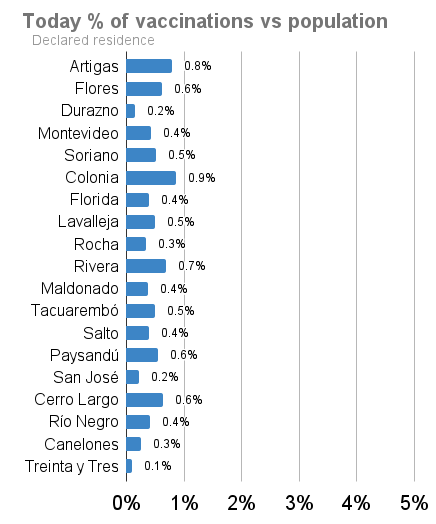 Today % of vaccinations vs population
Declared residence
Artigas 0.8%
Flores 0.6%
Durazno 0.2%
Montevideo 0.4%
Soriano 0.5%
Colonia 0.9%
Florida 0.4%
Lavalleja 0.5%
Rocha 0.3%
Rivera 0.7%
Maldonado 0.4%
Tacuarembó 0.5%
Salto 0.4%
Paysandú 0.6%
San José 0.2%
Cerro Largo 0.6%
Río Negro 0.4%
Canelones 0.3%
Treinta y Tres 0.1%
0% 1% 2% 3% 4% 5%